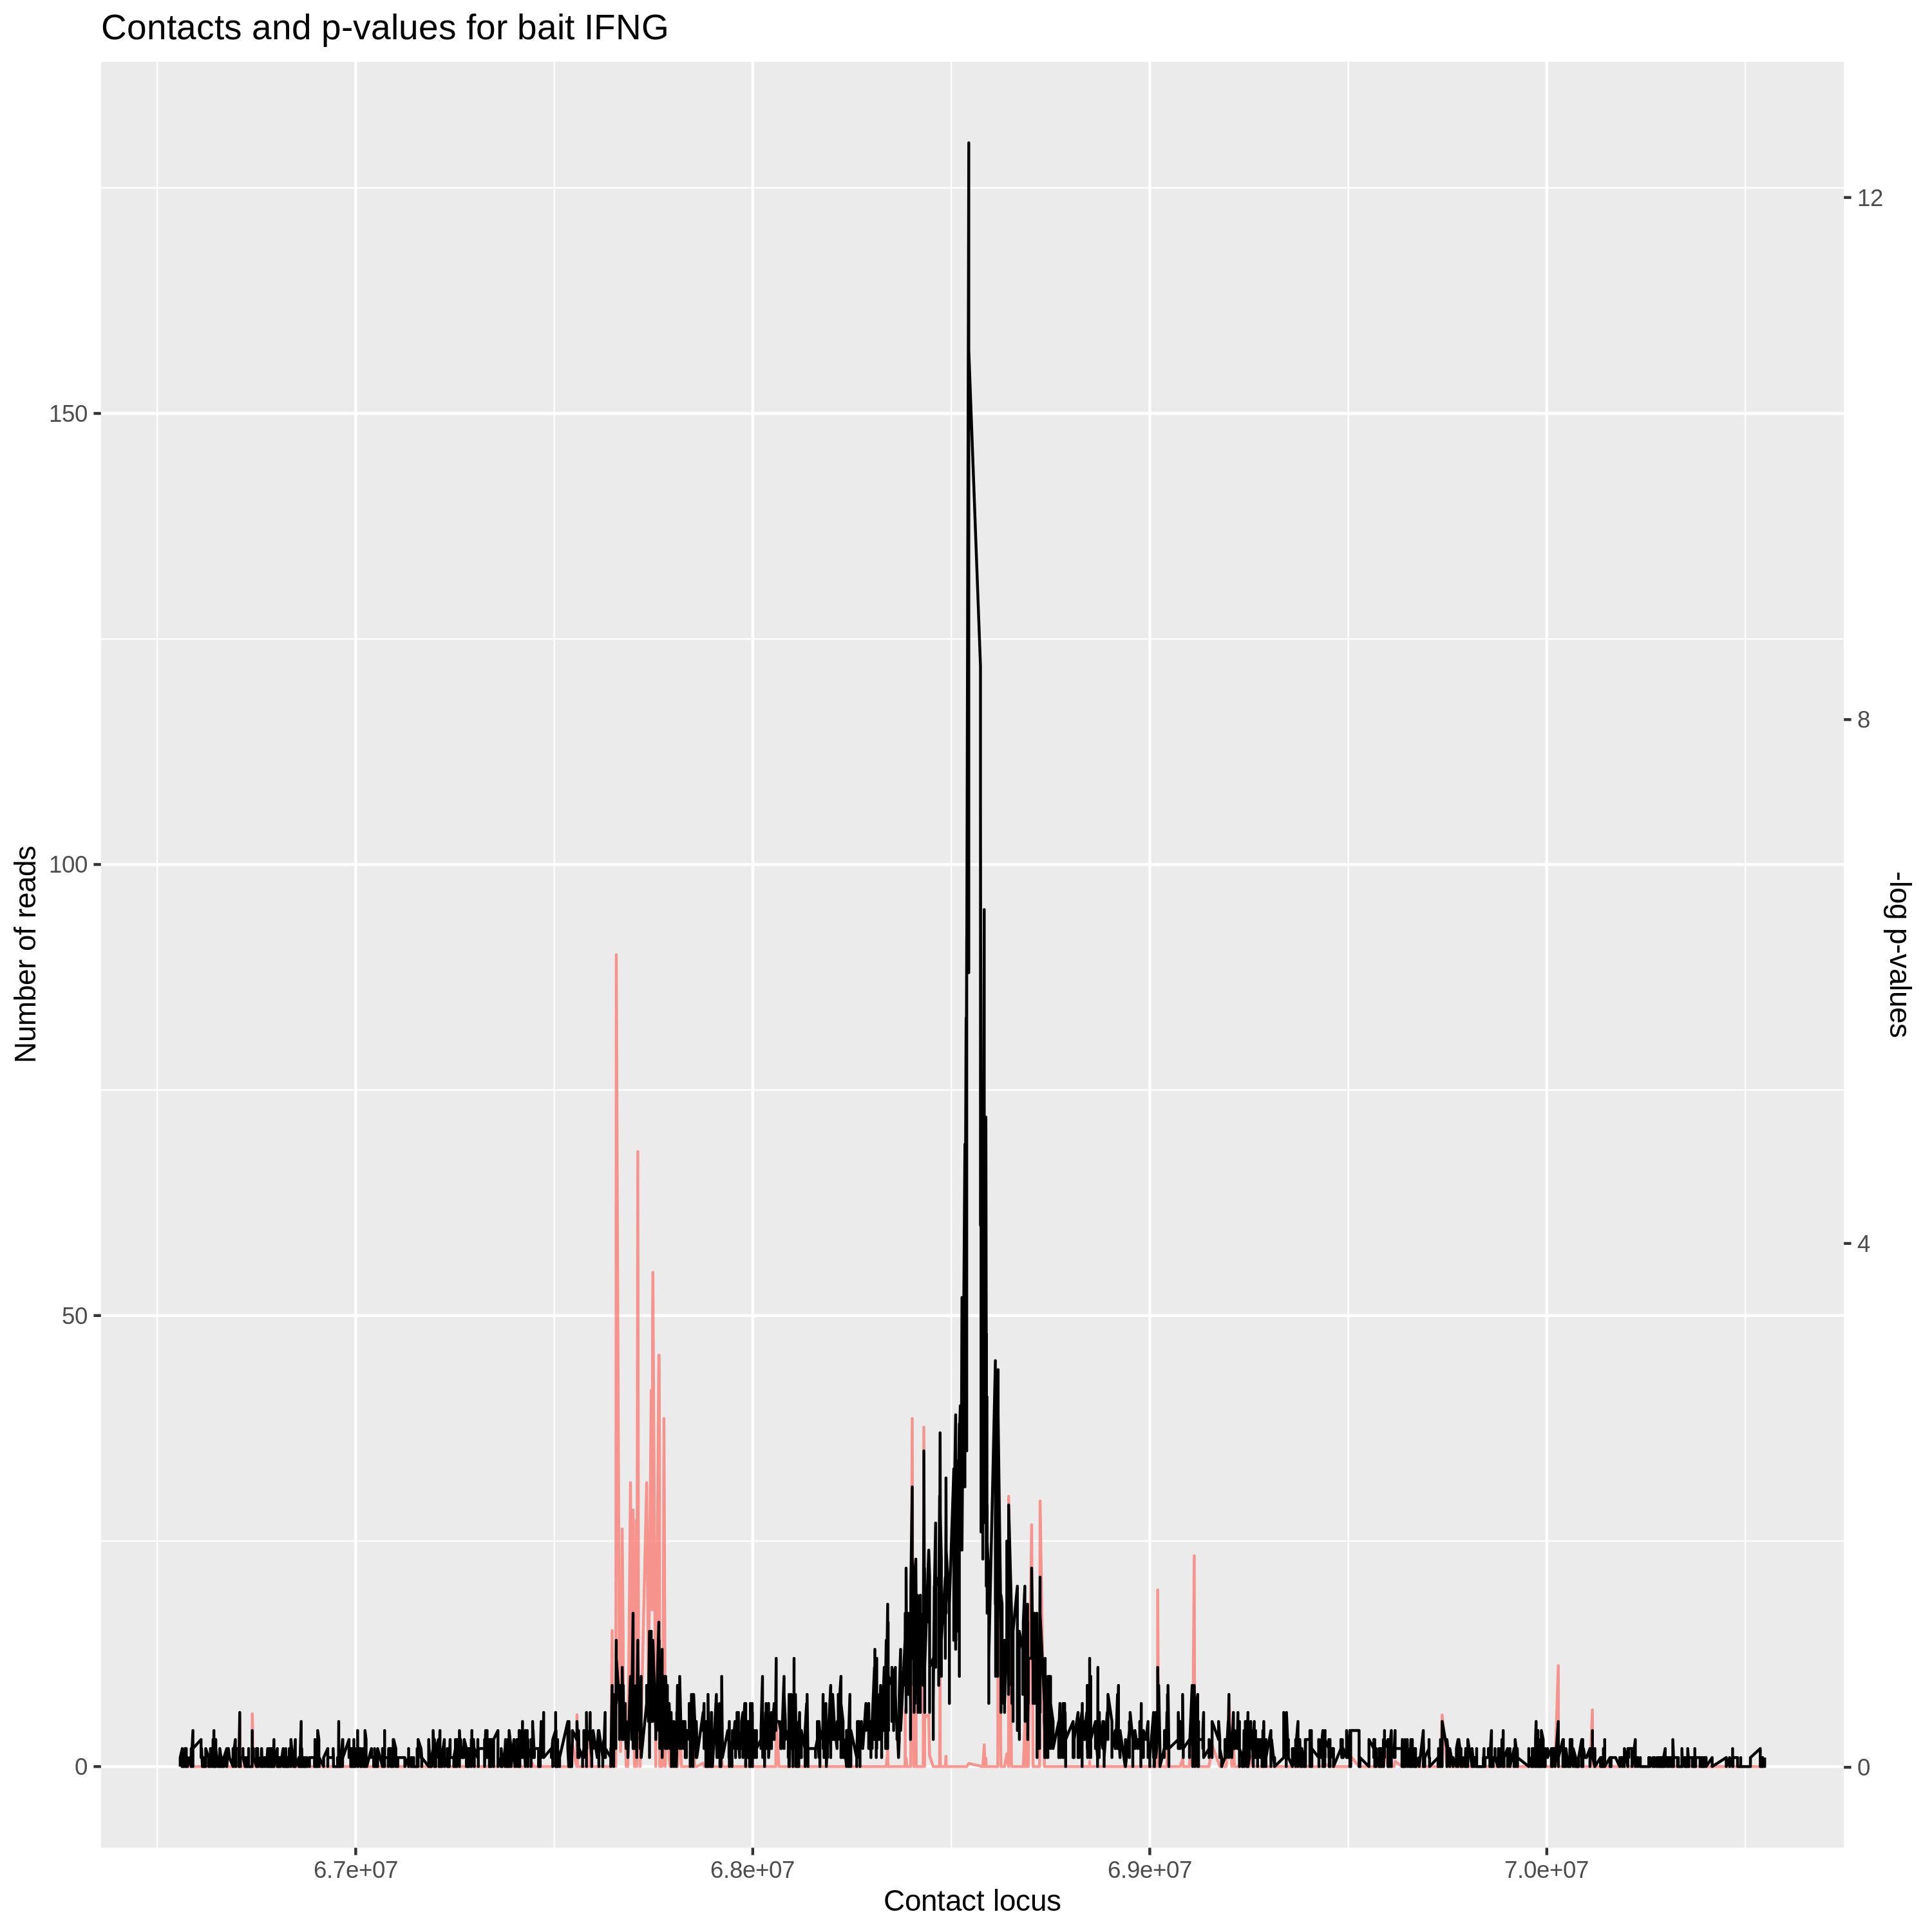 Contacts and p-values for bait IFNG
12
150
8
100
Number of reads
-log p-values
4
50
0
0
6.7e+07
6.8e+07
6.9e+07
7.0e+07
Contact locus